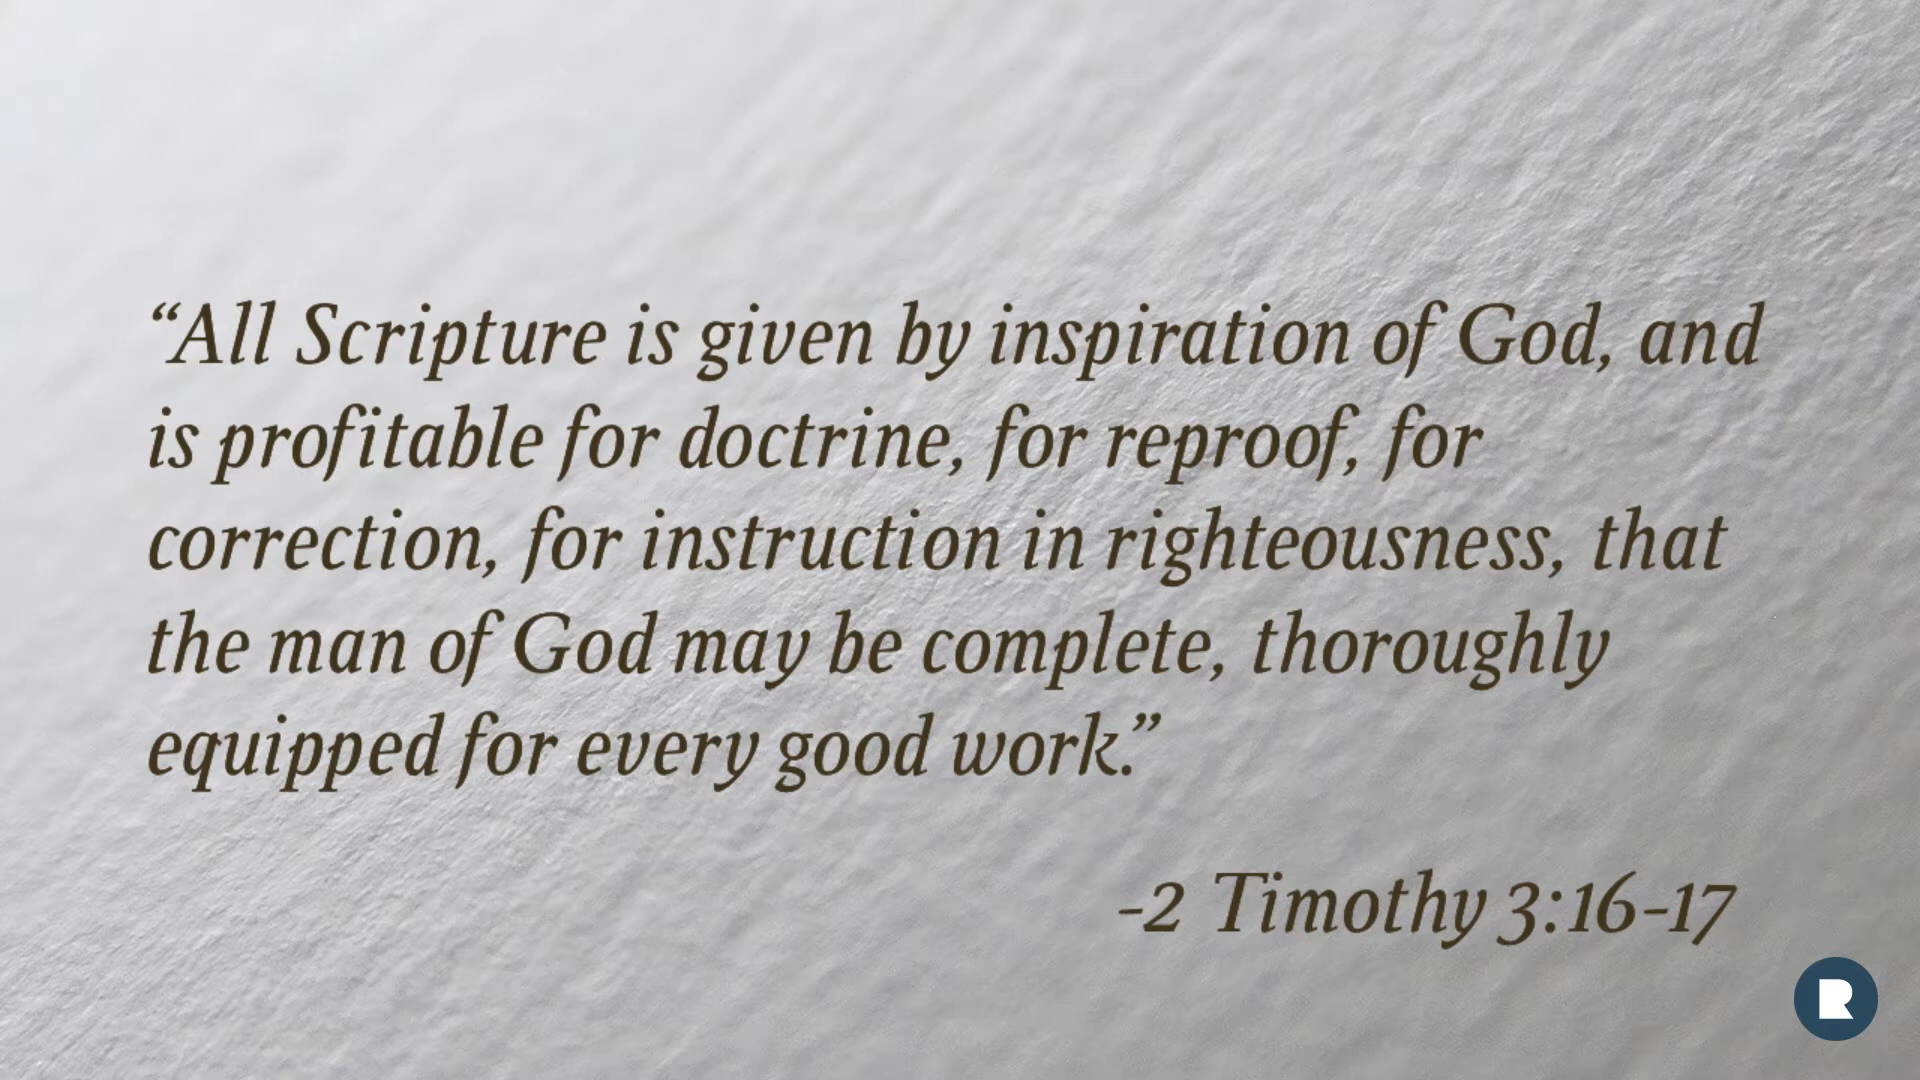 “All Scripture is given by inspiration of God, and
is profitable for doctrine, for reproof, for
correction, for instruction in righteousness, that
the man of God may be complete, thoroughly
equipped for every good work.”
-2 Timothy 3:16-17
R